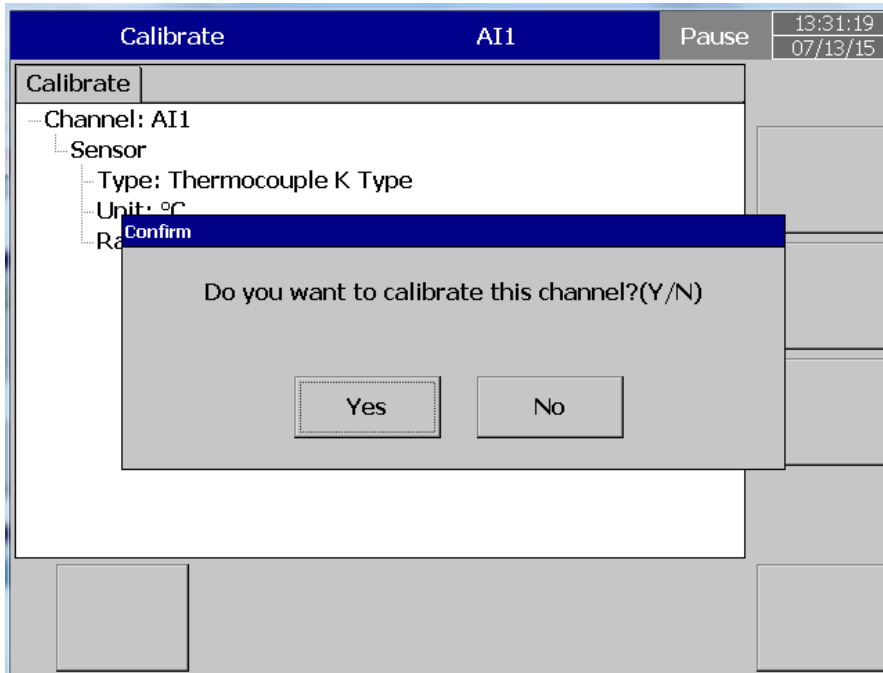 Calibrate AI1 Pause 13:31:19
07/13/15
Calibrate
Channel: AI1
Sensor
Type: Thermocouple K Type
Unit: °C
Ra
Confirm
Do you want to calibrate this channel?(Y/N)
Yes No